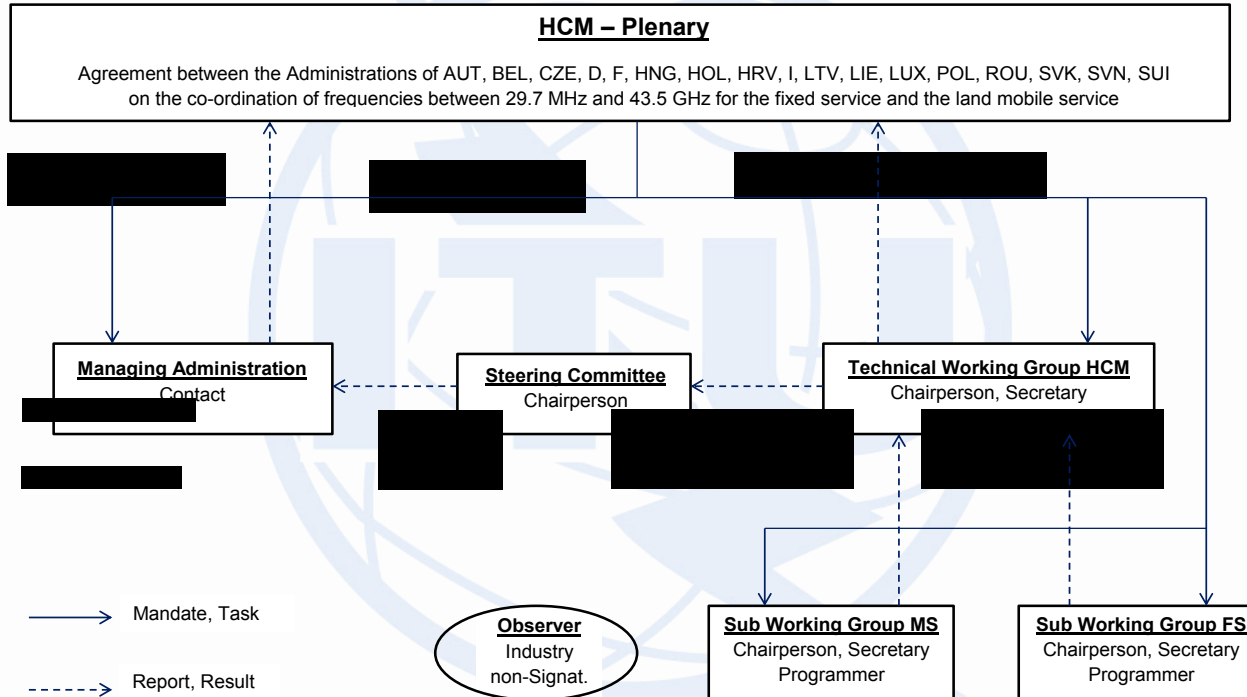 HCM – Plenary
Agreement between the Administrations of AUT, BEL, CZE, D, F, HNG, HOL, HRV, I, LTV, LIE, LUX, POL, ROU, SVK, SVN, SUI
on the co-ordination of frequencies between 29.7 MHz and 43.5 GHz for the fixed service and the land mobile service
Managing Administration
Contact
Steering Committee
Chairperson
Technical Working Group HCM
Chairperson, Secretary
Mandate, Task
Report, Result
Observer
Industry
non-Signat.
Sub Working Group MS
Chairperson, Secretary
Programmer
Sub Working Group FS
Chairperson, Secretary
Programmer
ITU